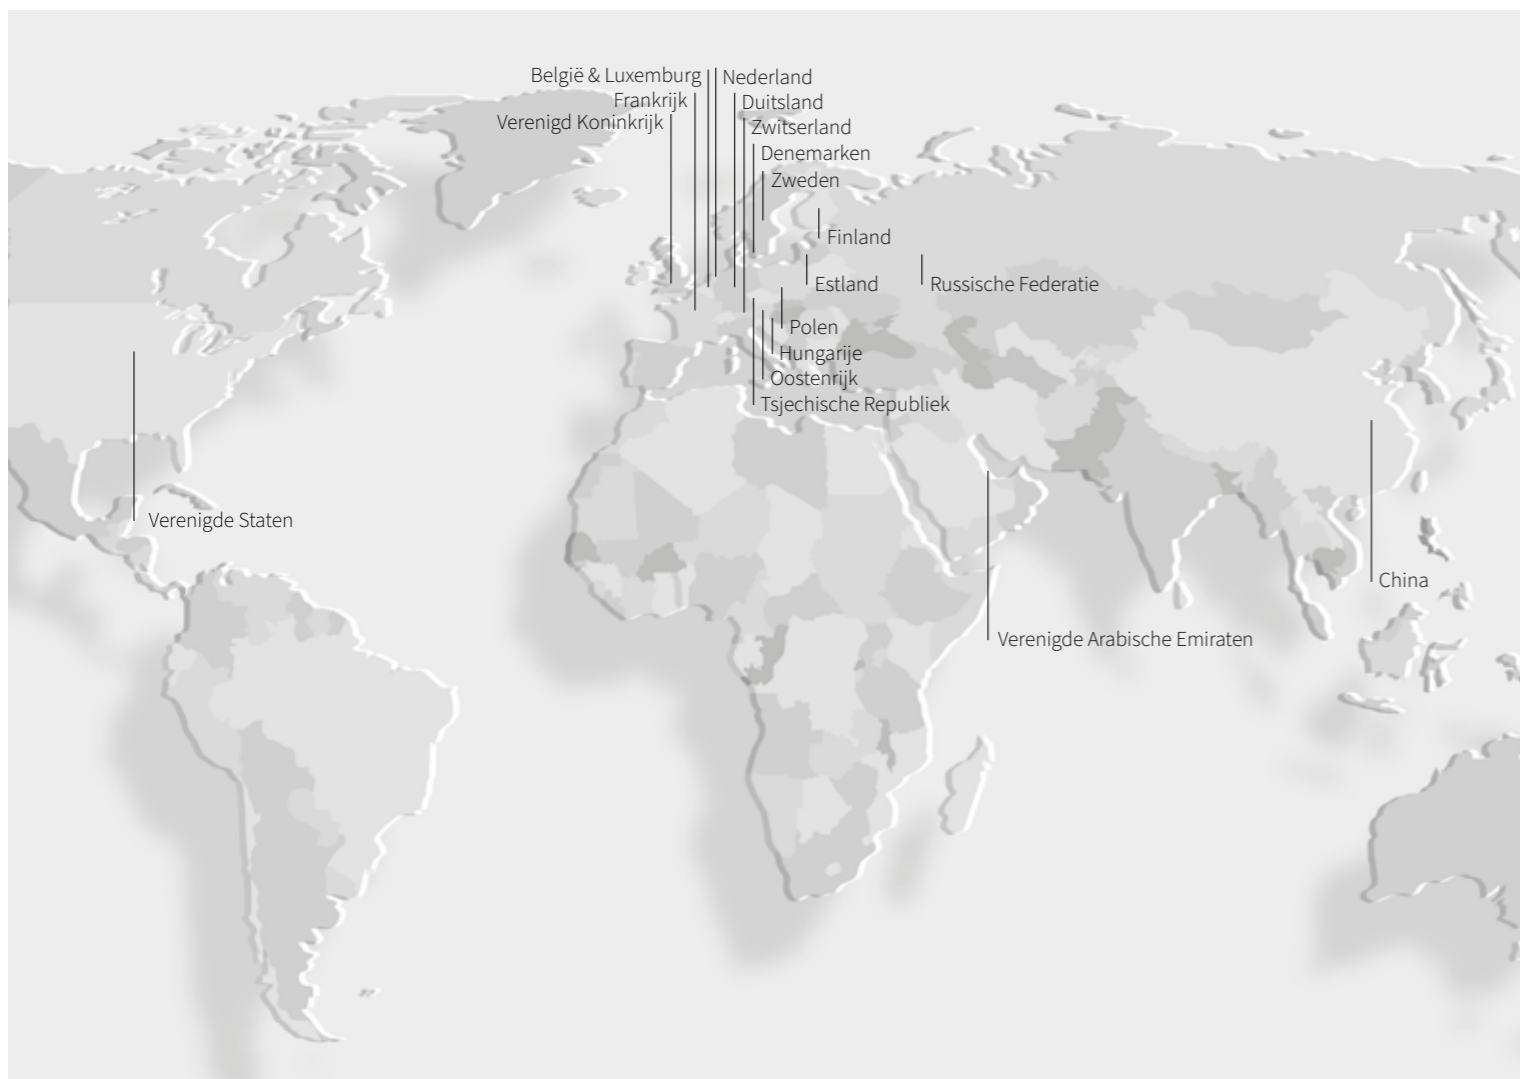 België & Luxemburg
Nederland
Frankrijk
Duitsland
Verenigd Koninkrijk
Zwitserland
Denemarken
Zweden
Finland
Estland
Russische Federatie
Polen
Hungarije
Oostenrijk
Tsjechische Republiek
Verenigde Staten
China
Verenigde Arabische Emiraten